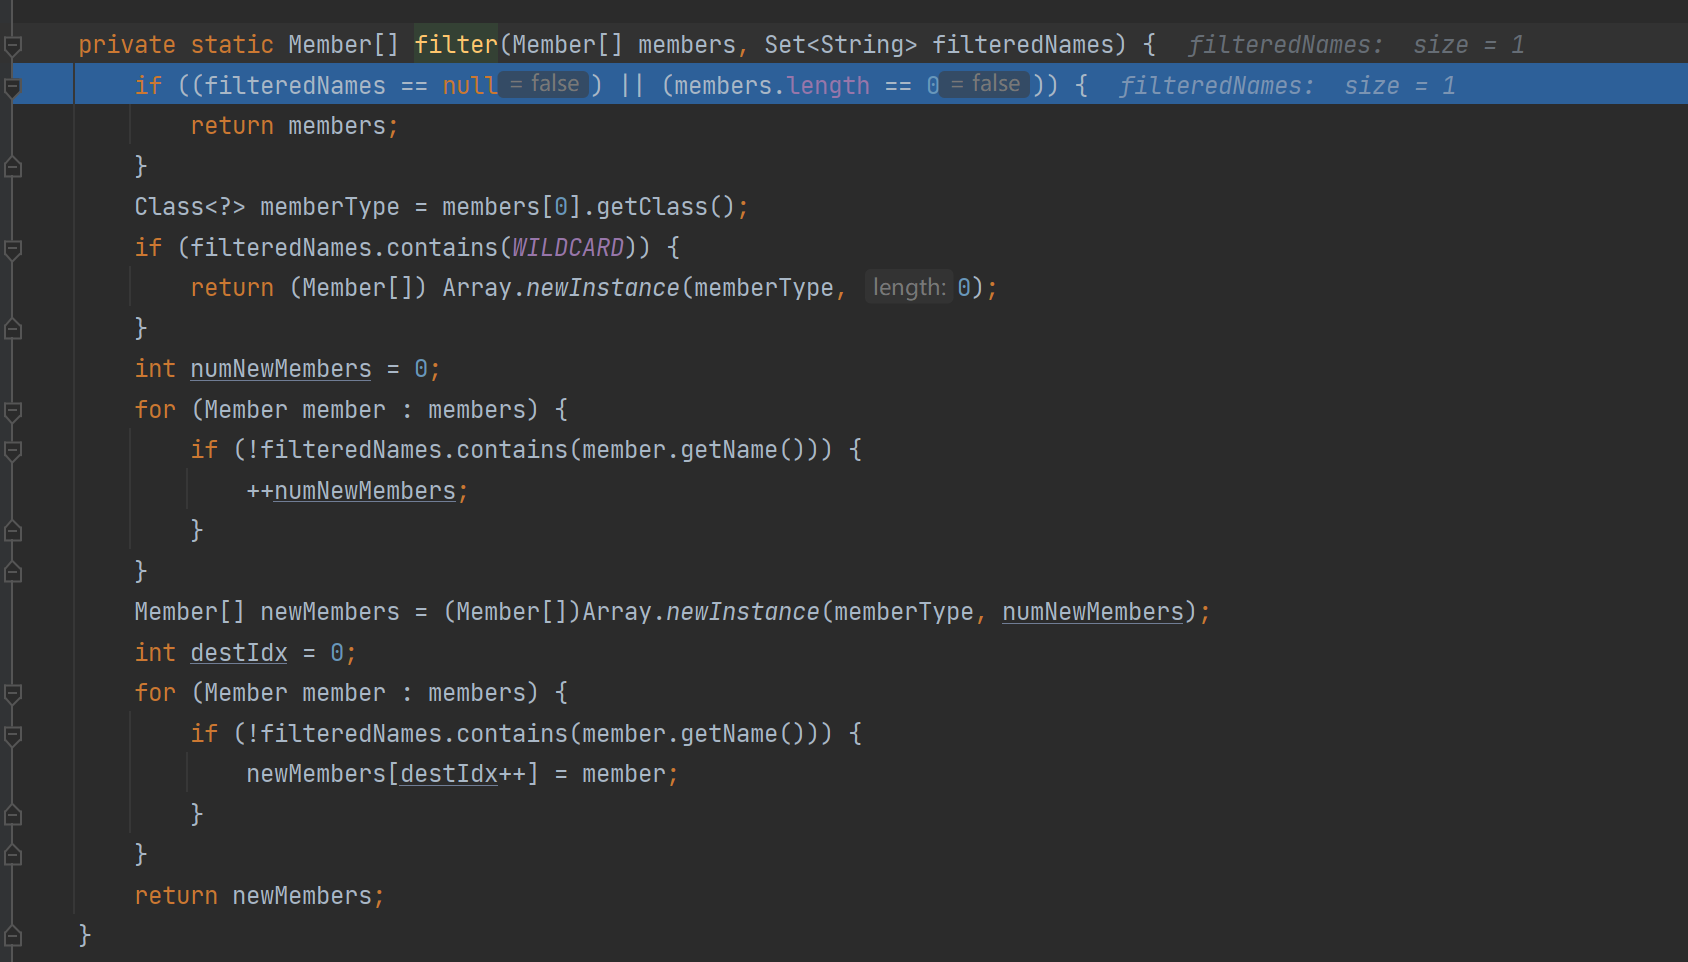 private static Member[] filter(Member[] members, Set<String> filteredNames) {  filteredNames:  size = 1
if ((filteredNames == null = false ) || (members.length == 0 = false )) {  filteredNames:  size = 1
return members;
}
Class<?> memberType = members[0].getClass();
if (filteredNames.contains(WILDCARD)) {
return (Member[]) Array.newInstance(memberType, length: 0);
}
int numNewMembers = 0;
for (Member member : members) {
if (!filteredNames.contains(member.getName())) {
++numNewMembers;
}
}
Member[] newMembers = (Member[])Array.newInstance(memberType, numNewMembers);
int destIdx = 0;
for (Member member : members) {
if (!filteredNames.contains(member.getName())) {
newMembers[destIdx++] = member;
}
}
return newMembers;
}